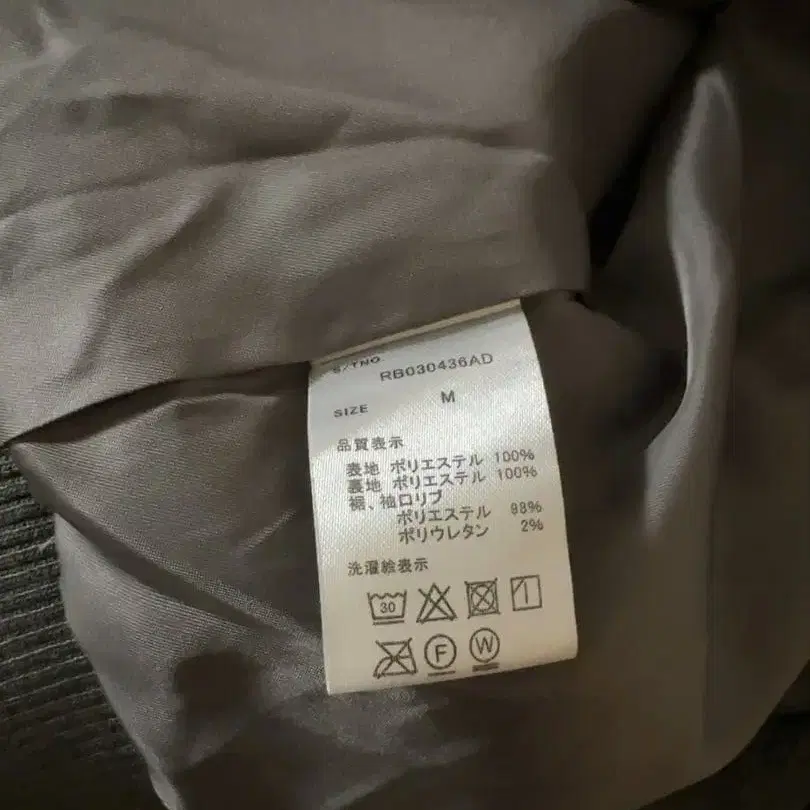 S/TNO
RB030436AD
SIZE M
品質表示
表地 ポリエステル 100%
裏地 ポリエステル 100%
裾、袖口リブ
ポリエステル 98%
ポリウレタン 2%
洗濯絵表示
30
F W